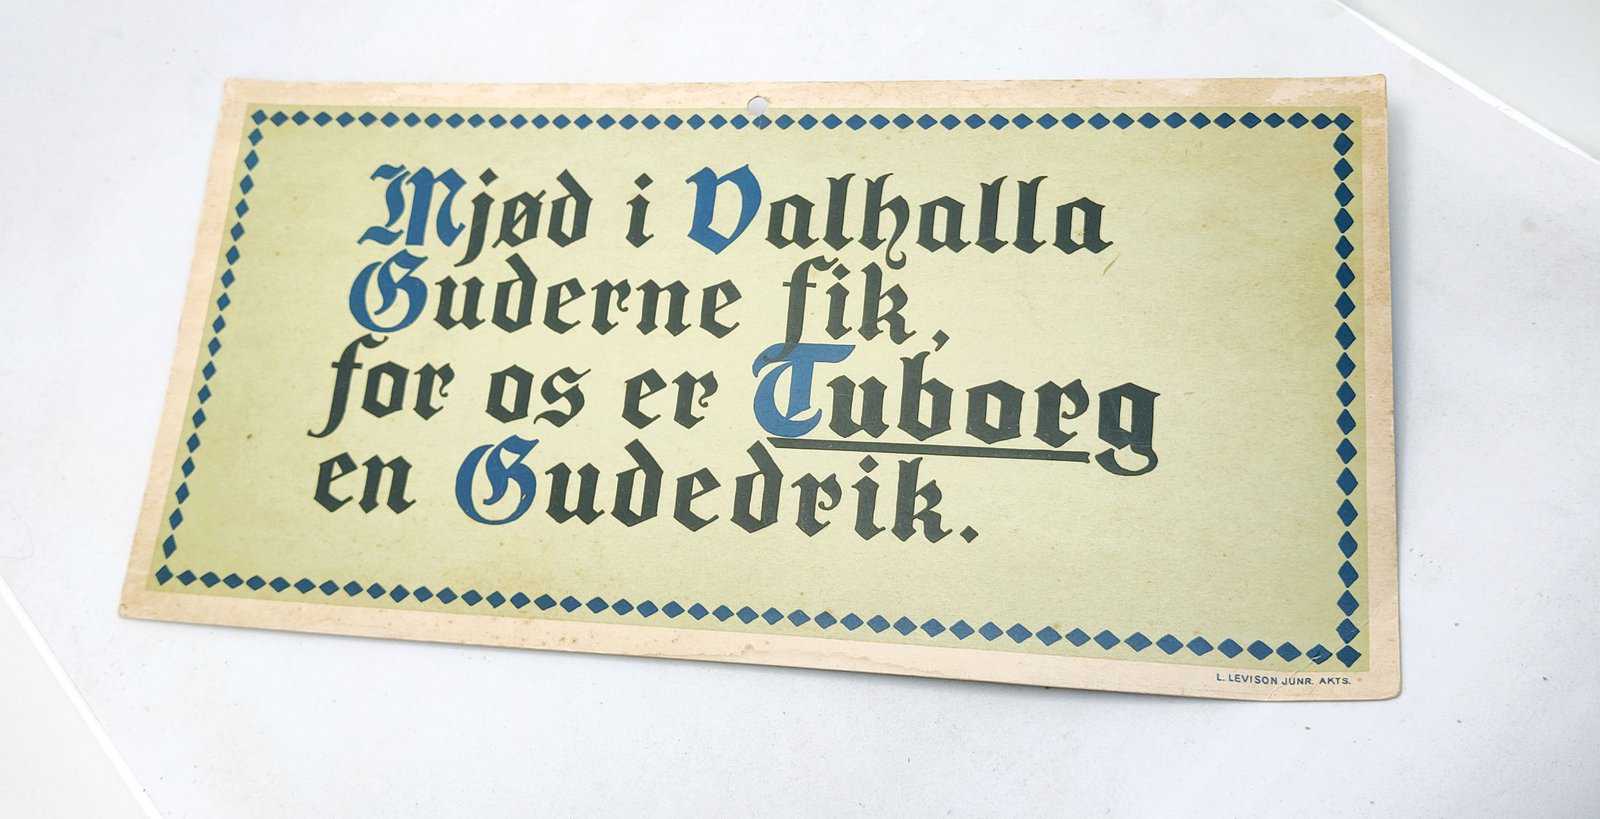 Mjød i Valhalla
Guderne fik,
for os er Tuborg
en Gudedrik.
L. LEVISON JUNR. AKTS.